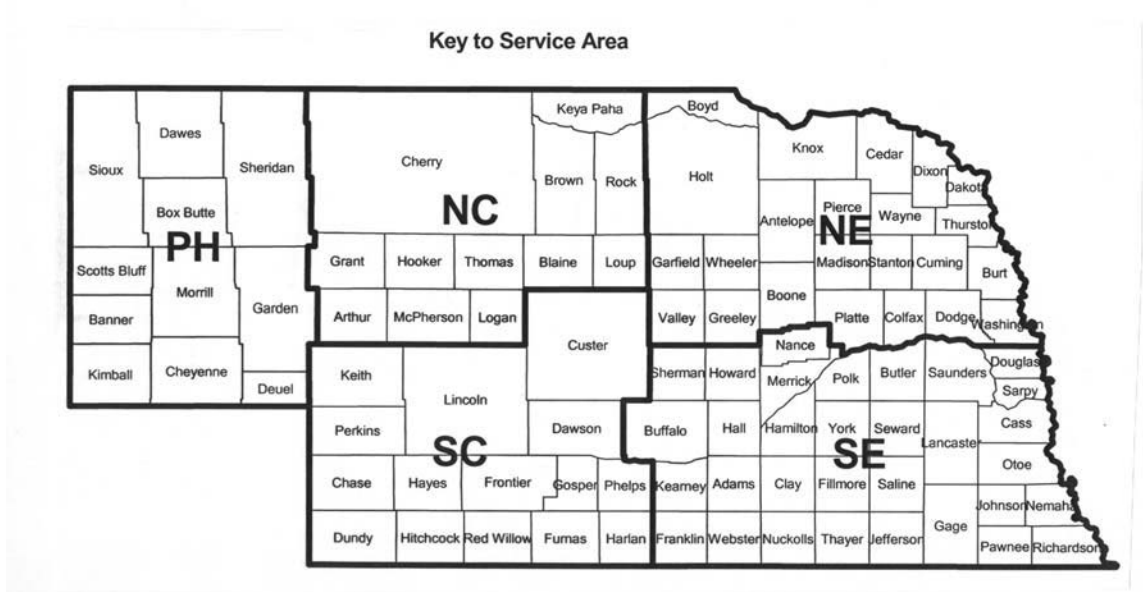 Key to Service Area
Keya Paha
Boyd
Dawes
Knox
Cedar
Sioux
Sheridan
Cherry
Dixon
Holt
Brown
Rock
Dakota
Box Butte
NC
Pierce
Antelope
Wayne
Thurston
PH
NE
Scotts Bluff
Grant
Hooker
Thomas
Blaine
Loup
Garfield
Wheeler
Madison
Stanton
Cuming
Burt
Morrill
Garden
Boone
Banner
Arthur
McPherson
Logan
Valley
Greeley
Platte
Colfax
Dodge
Washington
Custer
Nance
Kimball
Cheyenne
Deuel
Keith
Lincoln
Sherman
Howard
Merrick
Polk
Butler
Saunders
Douglas
Sarpy
Perkins
Dawson
Buffalo
Hall
Hamilton
York
Seward
Lancaster
Cass
SC
SE
Otoe
Chase
Hayes
Frontier
Gosper
Phelps
Kearney
Adams
Clay
Fillmore
Saline
Gage
Johnson
Nemaha
Dundy
Hitchcock
Red Willow
Furnas
Harlan
Franklin
Webster
Nuckolls
Thayer
Jefferson
Pawnee
Richardson